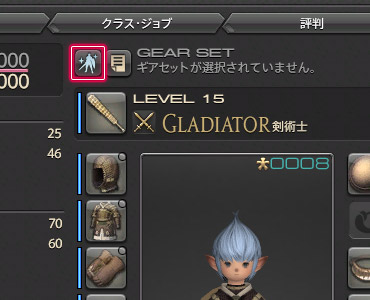 クラス・ジョブ
評判
000
000
GEAR SET
ギアセットが選択されていません。
LEVEL 15
GLADIATOR 剣術士
25
46
0008
70
60